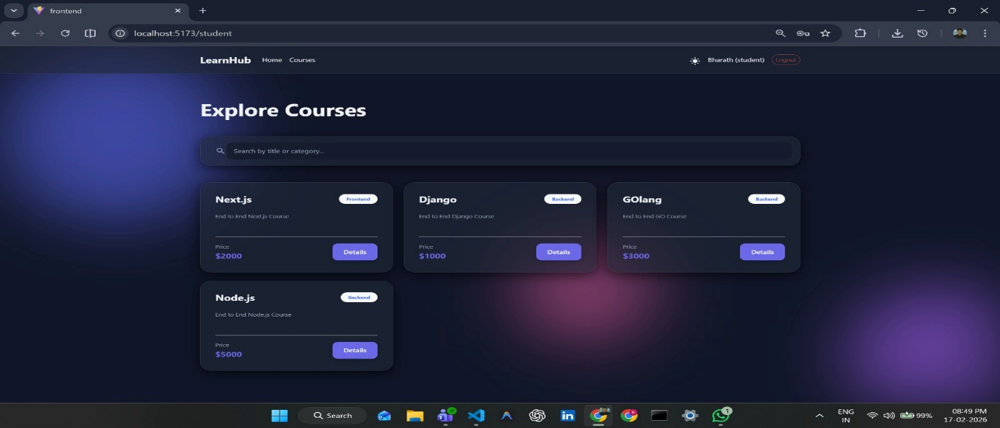 frontend
localhost:5173/student
LearnHub Home Courses Bharath (student) Logout
Explore Courses
Search by title or category...
Next.js Frontend
End to End Next.js Course
Price
$2000 Details
Django Backend
End to End Django Course
Price
$1000 Details
GOlang Backend
End to End GO Course
Price
$3000 Details
Node.js Backend
End to End Node.js Course
Price
$5000 Details
Search
in
1
ENG
IN
99%
08:49 PM
17-02-2026